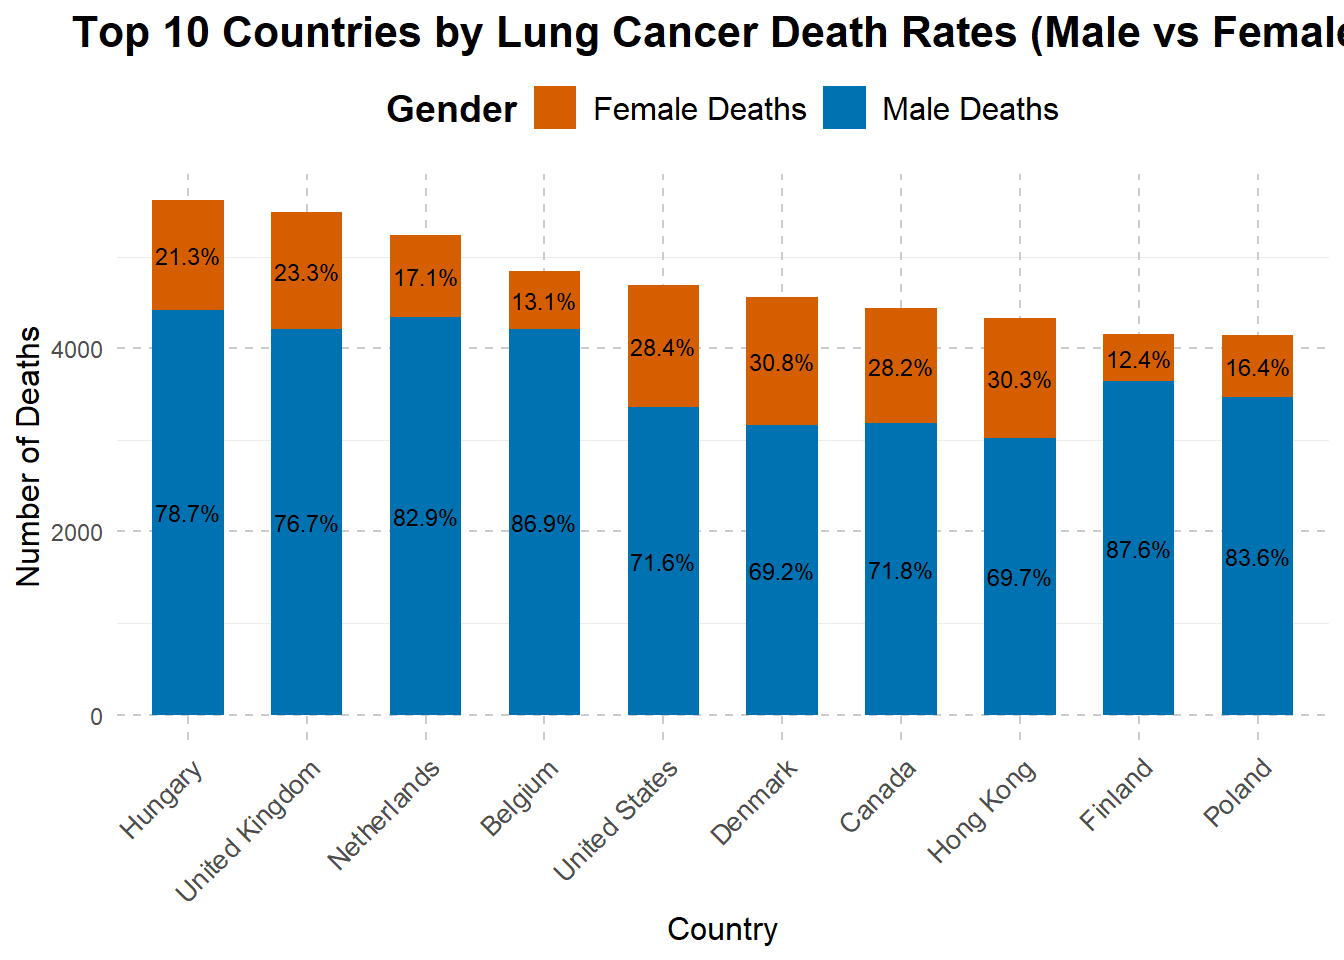 Top 10 Countries by Lung Cancer Death Rates (Male vs Female
Gender Female Deaths Male Deaths
Number of Deaths
4000
2000
0
21.3% 23.3% 17.1% 13.1% 28.4% 30.8% 28.2% 30.3% 12.4% 16.4%
78.7% 76.7% 82.9% 86.9% 71.6% 69.2% 71.8% 69.7% 87.6% 83.6%
Hungary United Kingdom Netherlands Belgium United States Denmark Canada Hong Kong Finland Poland
Country